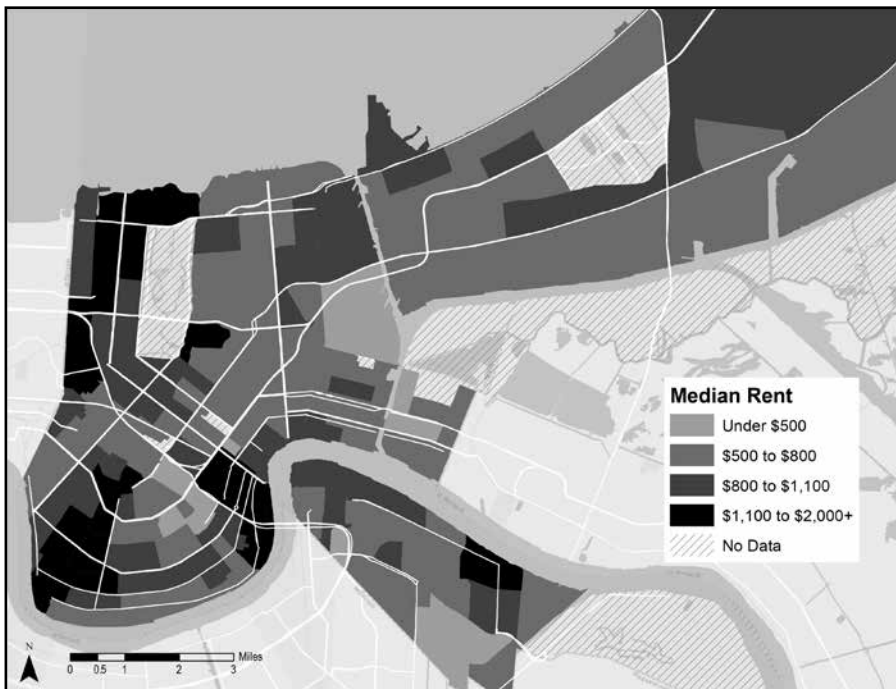 Median Rent
Under $500
$500 to $800
$800 to $1,100
$1,100 to $2,000+
No Data
N
Miles
0 0.5 1 2 3